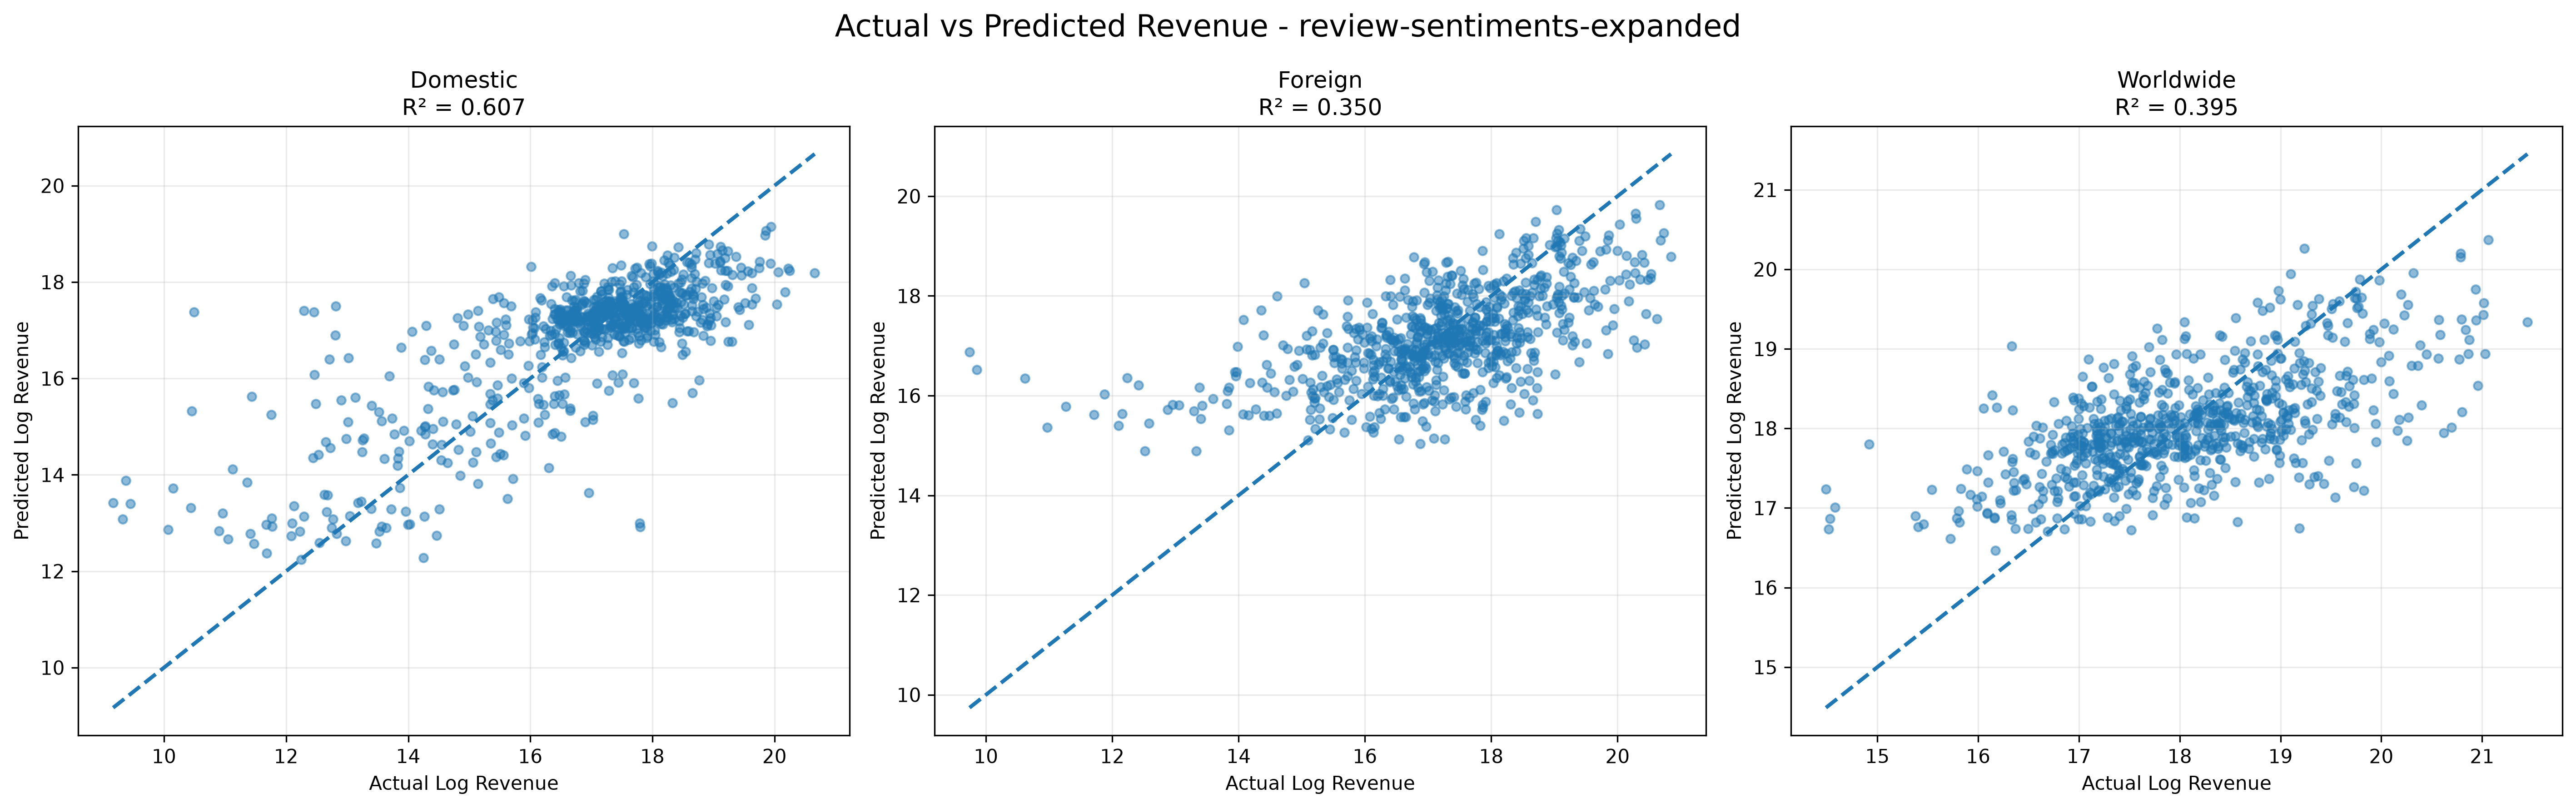 Actual vs Predicted Revenue - review-sentiments-expanded
Domestic
R² = 0.607
Predicted Log Revenue
20
18
16
14
12
10
10 12 14 16 18 20
Actual Log Revenue
Foreign
R² = 0.350
Predicted Log Revenue
20
18
16
14
12
10
10 12 14 16 18 20
Actual Log Revenue
Worldwide
R² = 0.395
Predicted Log Revenue
21
20
19
18
17
16
15
15 16 17 18 19 20 21
Actual Log Revenue